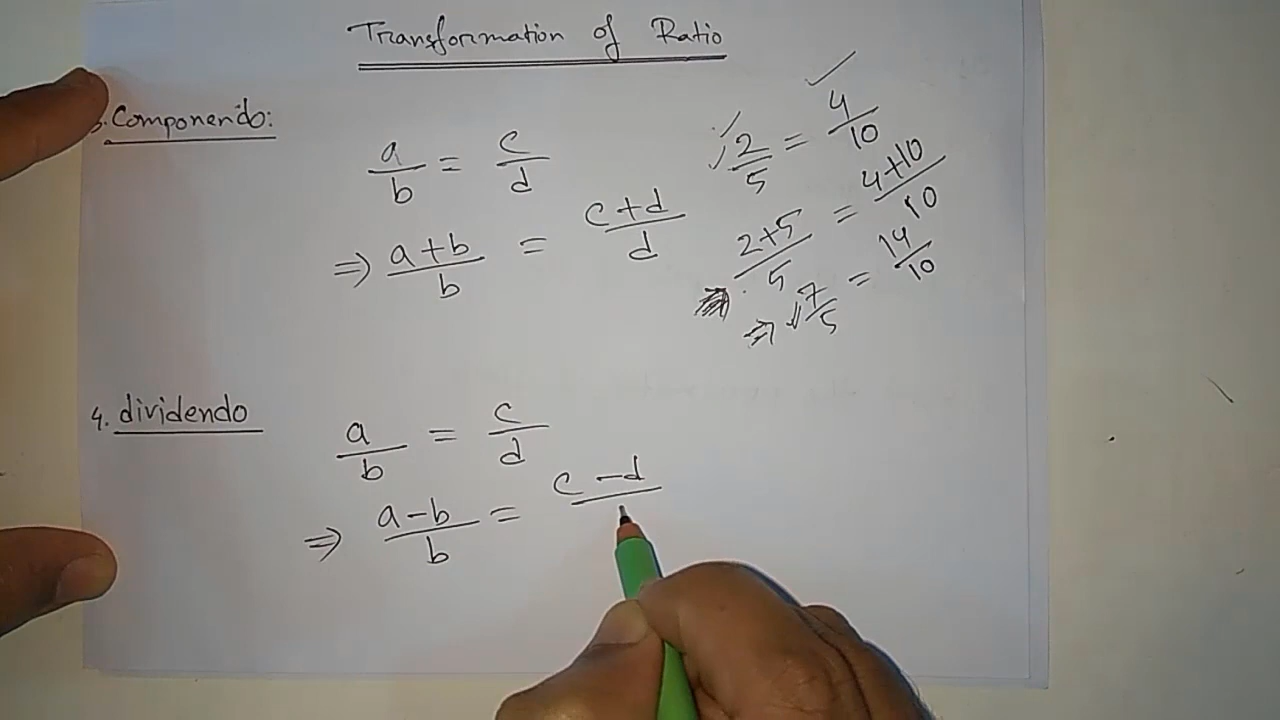 Transformation of Ratio
3. Componendo:
a/b = c/d
⇒ a+b/b = c+d/d
2/5 = 4/10
2+5/5 = 4+10/10
⇒ 7/5 = 14/10
4. dividendo
a/b = c/d
⇒ a-b/b = c-d/